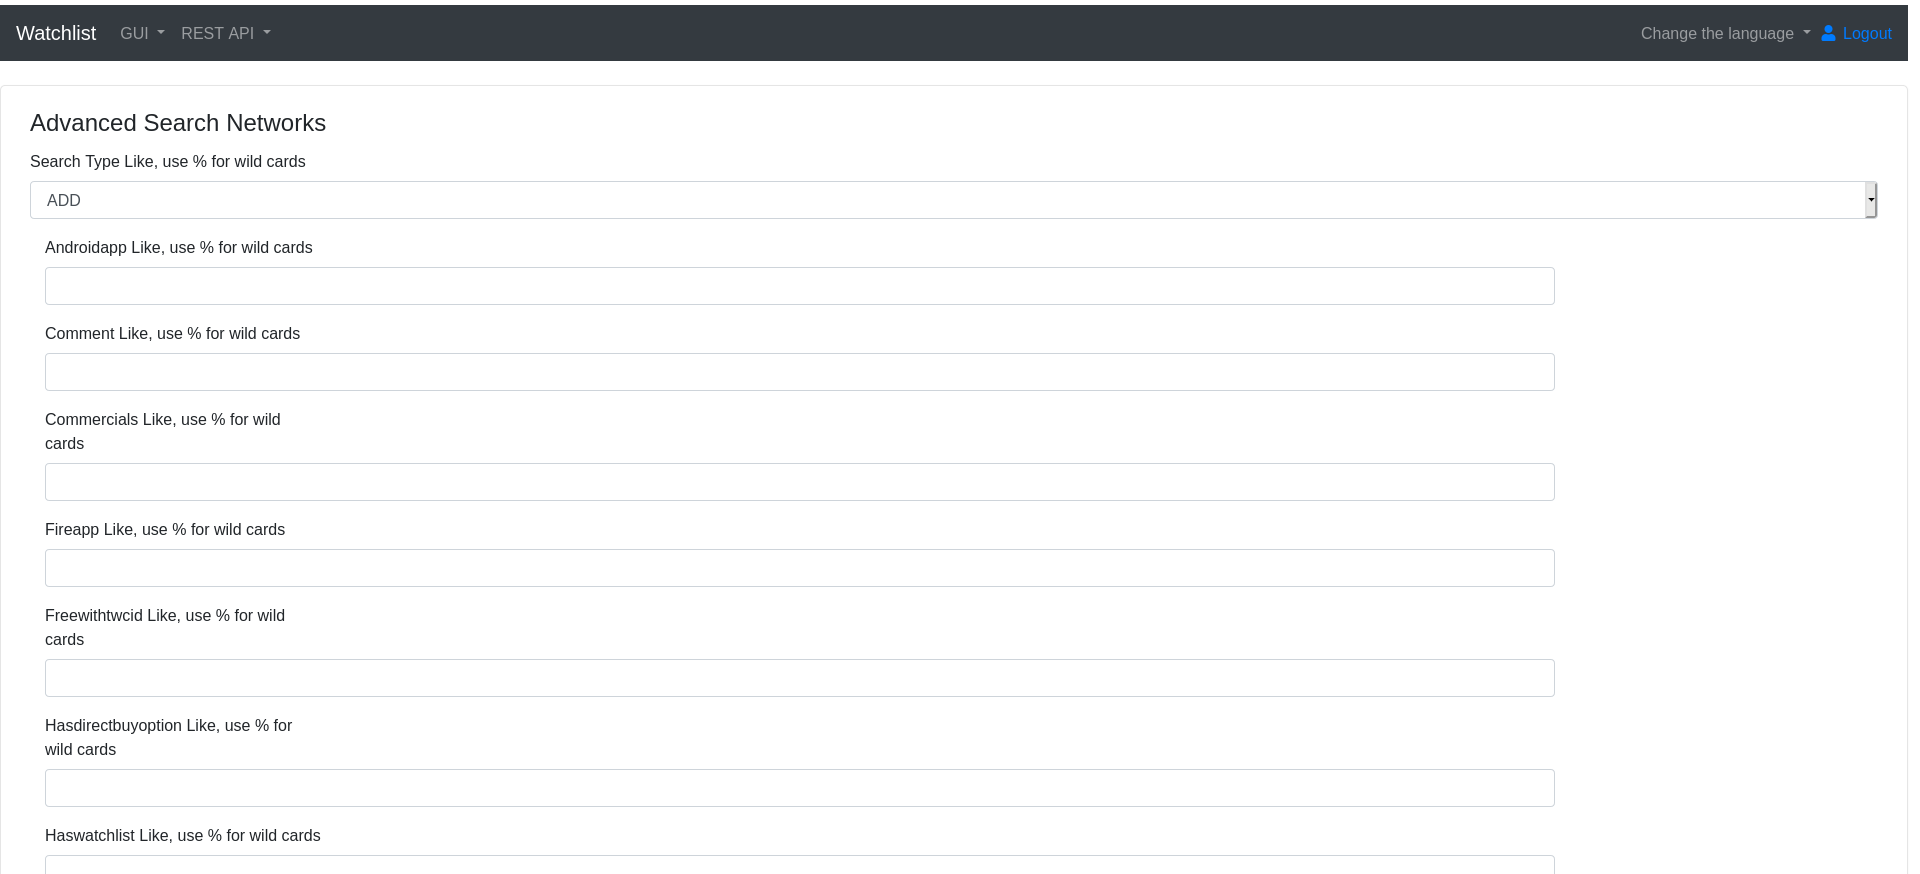 Watchlist GUI REST API Change the language Logout
Advanced Search Networks
Search Type Like, use % for wild cards
ADD
Androidapp Like, use % for wild cards
Comment Like, use % for wild cards
Commercials Like, use % for wild
cards
Fireapp Like, use % for wild cards
Freewithtwcid Like, use % for wild
cards
Hasdirectbuyoption Like, use % for
wild cards
Haswatchlist Like, use % for wild cards